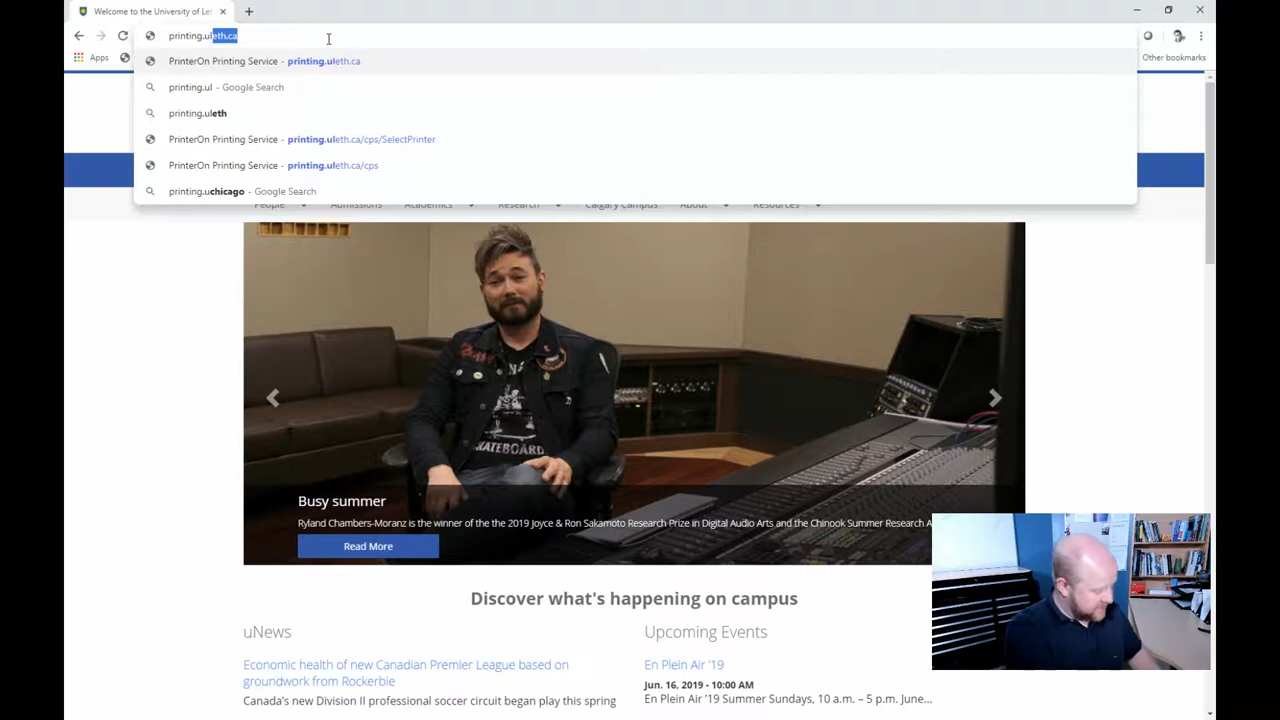 Welcome to the University of Let
printing.uleth.ca
Apps
Other bookmarks
PrinterOn Printing Service - printing.uleth.ca
printing.ul - Google Search
printing.uleth
PrinterOn Printing Service - printing.uleth.ca/cps/SelectPrinter
PrinterOn Printing Service - printing.uleth.ca/cps
printing.uchicago - Google Search
People Admissions Academics Research Calgary Campus About Resources
SKATEBOARD
Busy summer
Ryland Chambers-Moranz is the winner of the the 2019 Joyce & Ron Sakamoto Research Prize in Digital Audio Arts and the Chinook Summer Research A
Read More
Discover what's happening on campus
uNews
Economic health of new Canadian Premier League based on
groundwork from Rockerbie
Canada's new Division II professional soccer circuit began play this spring
Upcoming Events
En Plein Air '19
Jun. 16, 2019 - 10:00 AM
En Plein Air '19 Summer Sundays, 10 a.m. – 5 p.m. June...